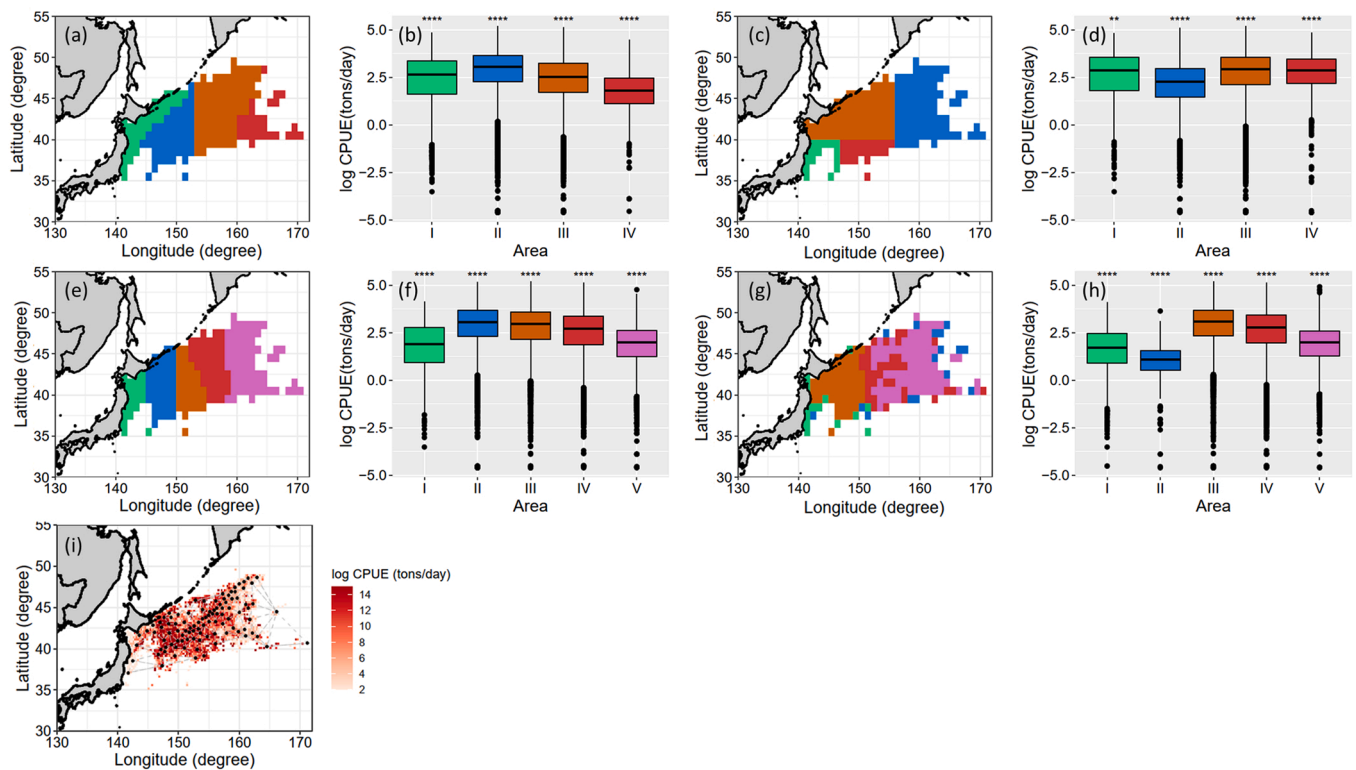 (a)
55
50
45
40
35
30
Latitude (degree)
130 140 150 160 170
Longitude (degree)
(b)
**** **** **** ****
5.0
2.5
0.0
−2.5
−5.0
log CPUE(tons/day)
I II III IV
Area
(c)
55
50
45
40
35
30
Latitude (degree)
130 140 150 160 170
Longitude (degree)
(d)
** **** **** ****
5.0
2.5
0.0
−2.5
−5.0
log CPUE(tons/day)
I II III IV
Area
(e)
55
50
45
40
35
30
Latitude (degree)
130 140 150 160 170
Longitude (degree)
(f)
**** **** **** **** ****
5.0
2.5
0.0
−2.5
−5.0
log CPUE(tons/day)
I II III IV V
Area
(g)
55
50
45
40
35
30
Latitude (degree)
130 140 150 160 170
Longitude (degree)
(h)
**** **** **** **** ****
5.0
2.5
0.0
−2.5
−5.0
log CPUE(tons/day)
I II III IV V
Area
(i)
55
50
45
40
35
30
Latitude (degree)
130 140 150 160 170
Longitude (degree)
log CPUE (tons/day)
14
12
10
8
6
4
2